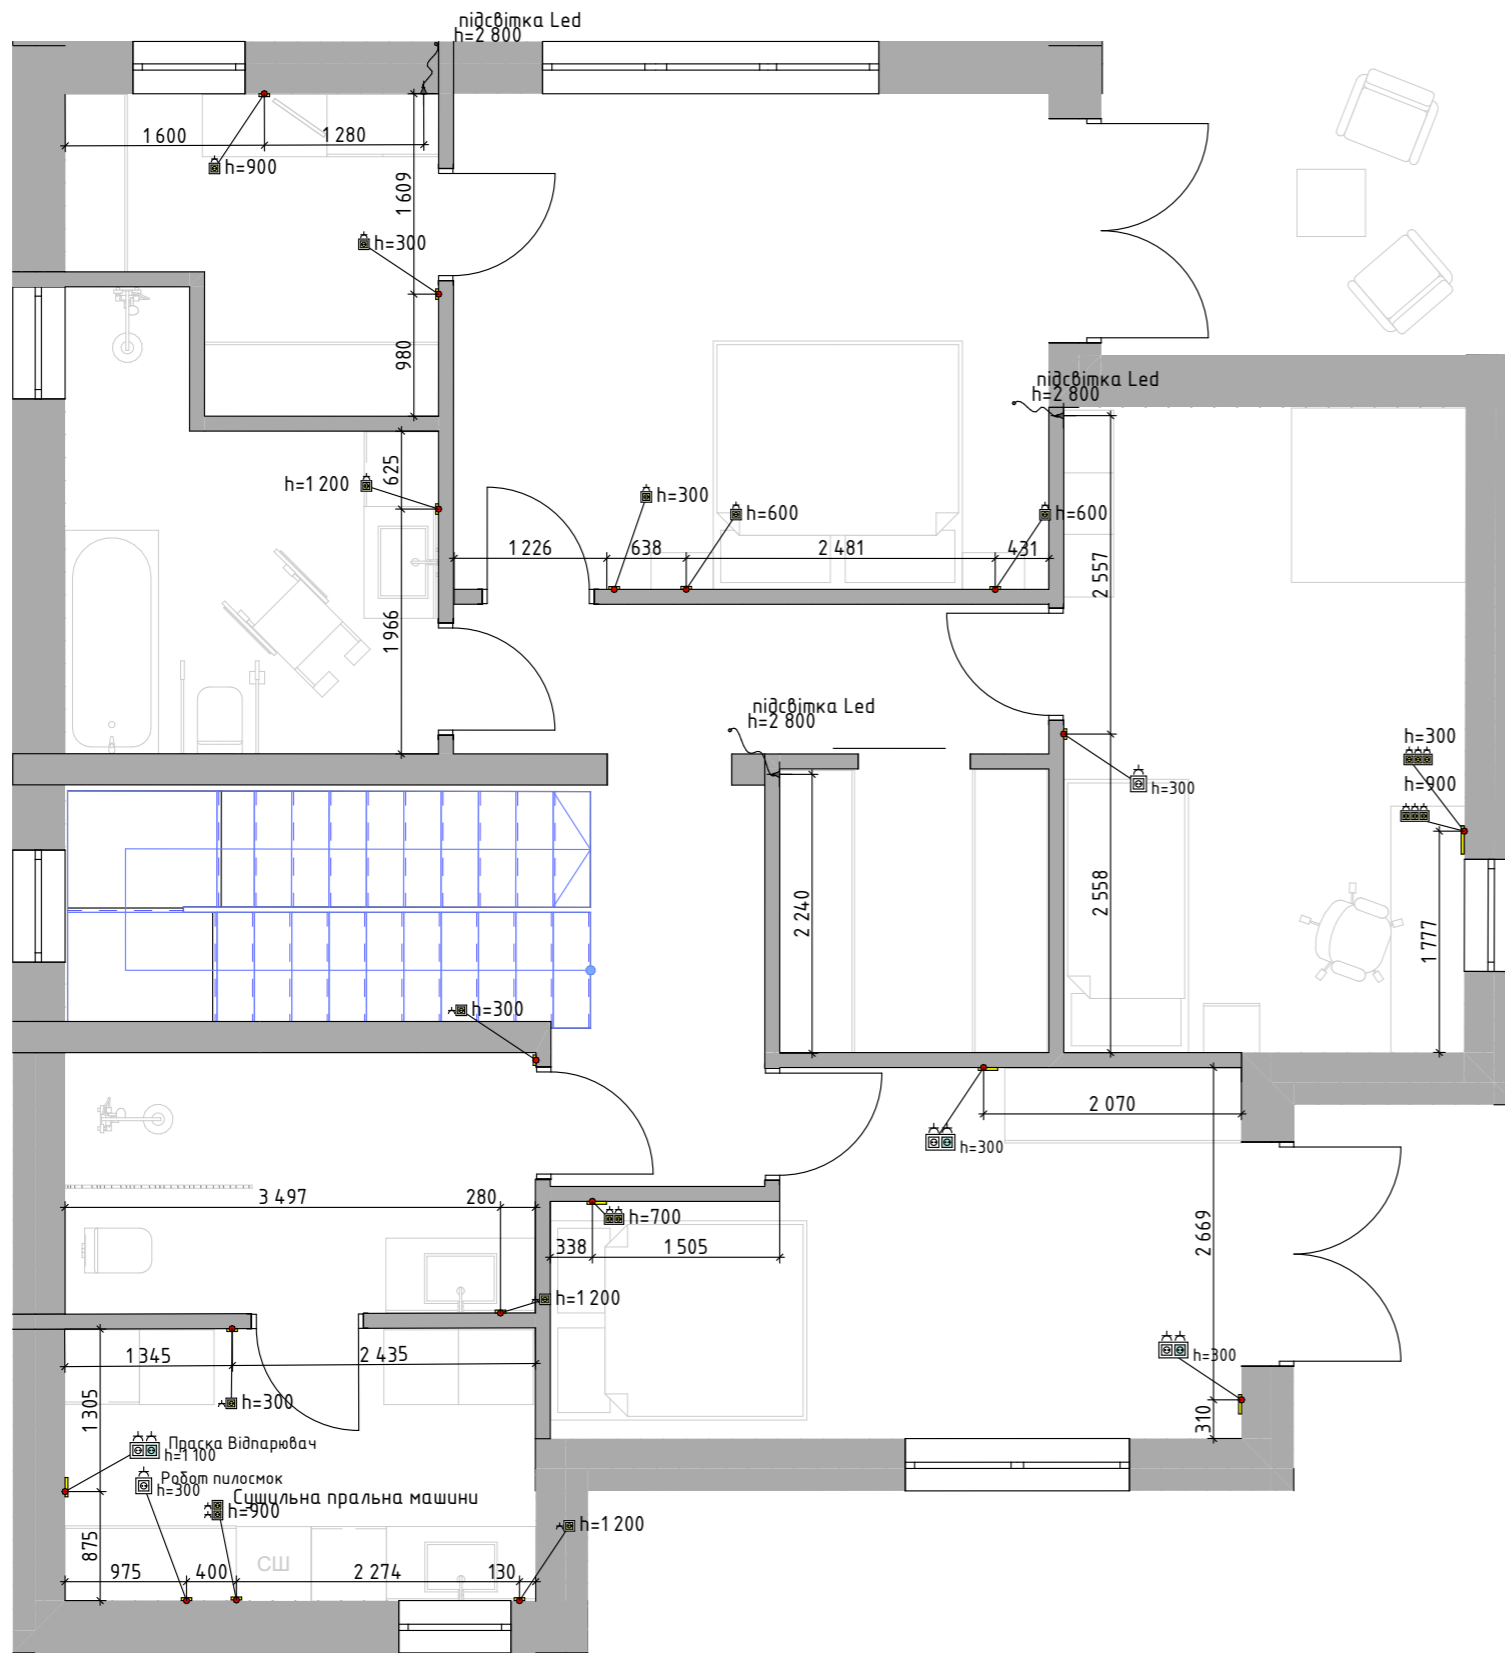 підсвітка Led
h=2 800
1 600
1 280
h=900
1 609
h=300
980
підсвітка Led
h=2 800
625
h=1 200
h=300
h=600
h=600
1 226
638
2 481
431
2 557
1 966
підсвітка Led
h=2 800
h=300
h=300
h=900
2 240
2 558
1 777
h=300
2 070
h=300
3 497
280
h=700
338
1 505
2 669
h=1 200
1 345
2 435
h=300
1 305
h=300
310
Праска Відпарювач
h=1 100
Робот пилосмок
h=300
Сушильна пральна машини
h=900
h=1 200
875
СШ
975
400
2 274
130